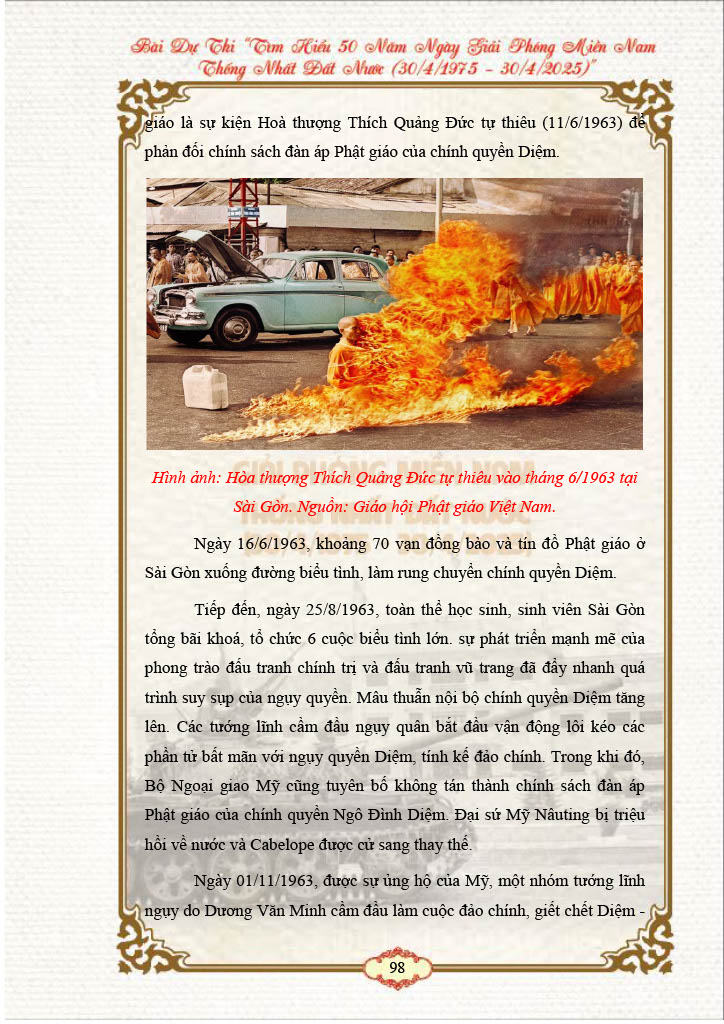 Bài Dự Thi "Tìm Hiểu 50 Năm Ngày Giải Phóng Miền Nam
Thống Nhất Đất Nước (30/4/1975 - 30/4/2025)"
giáo là sự kiện Hoà thượng Thích Quảng Đức tự thiêu (11/6/1963) để
phản đối chính sách đàn áp Phật giáo của chính quyền Diệm.
Hình ảnh: Hòa thượng Thích Quảng Đức tự thiêu vào tháng 6/1963 tại
Sài Gòn. Nguồn: Giáo hội Phật giáo Việt Nam.
Ngày 16/6/1963, khoảng 70 vạn đồng bào và tín đồ Phật giáo ở
Sài Gòn xuống đường biểu tình, làm rung chuyển chính quyền Diệm.
Tiếp đến, ngày 25/8/1963, toàn thể học sinh, sinh viên Sài Gòn
tổng bãi khoá, tổ chức 6 cuộc biểu tình lớn. sự phát triển mạnh mẽ của
phong trào đấu tranh chính trị và đấu tranh vũ trang đã đẩy nhanh quá
trình suy sụp của ngụy quyền. Mâu thuẫn nội bộ chính quyền Diệm tăng
lên. Các tướng lĩnh cầm đầu ngụy quân bắt đầu vận động lôi kéo các
phần tử bất mãn với ngụy quyền Diệm, tính kế đảo chính. Trong khi đó,
Bộ Ngoại giao Mỹ cũng tuyên bố không tán thành chính sách đàn áp
Phật giáo của chính quyền Ngô Đình Diệm. Đại sứ Mỹ Nâuting bị triệu
hồi về nước và Cabelope được cử sang thay thế.
Ngày 01/11/1963, được sự ủng hộ của Mỹ, một nhóm tướng lĩnh
ngụy do Dương Văn Minh cầm đầu làm cuộc đảo chính, giết chết Diệm -
98